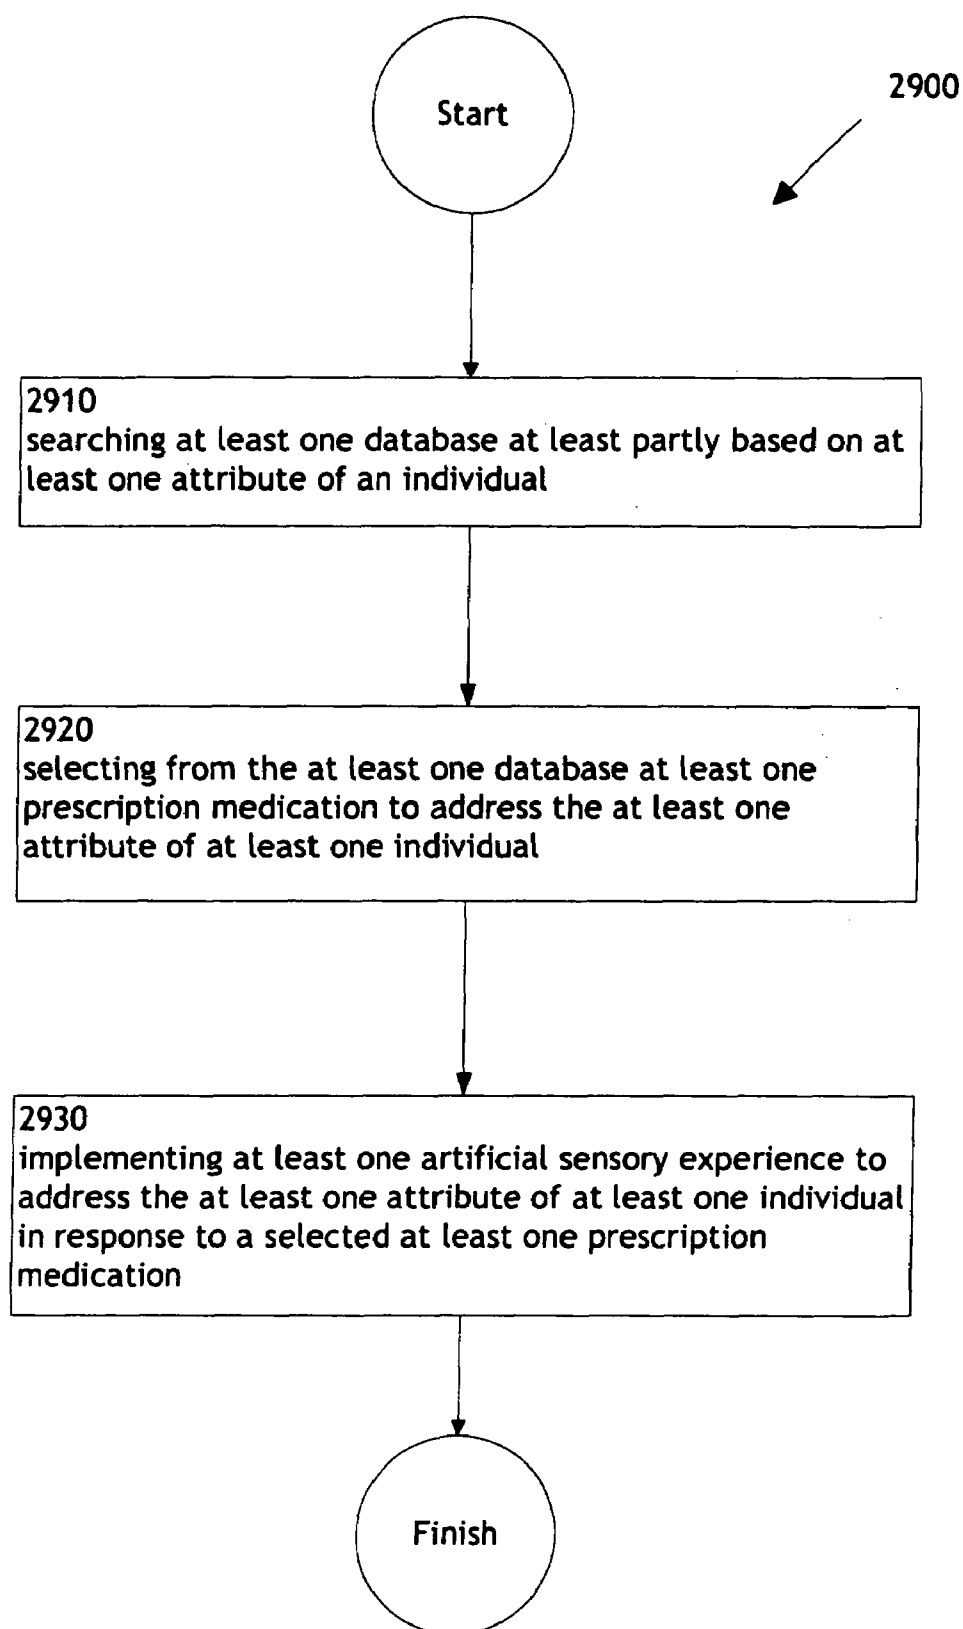 Start
2900
2910
searching at least one database at least partly based on at
least one attribute of an individual
2920
selecting from the at least one database at least one
prescription medication to address the at least one
attribute of at least one individual
2930
implementing at least one artificial sensory experience to
address the at least one attribute of at least one individual
in response to a selected at least one prescription
medication
Finish